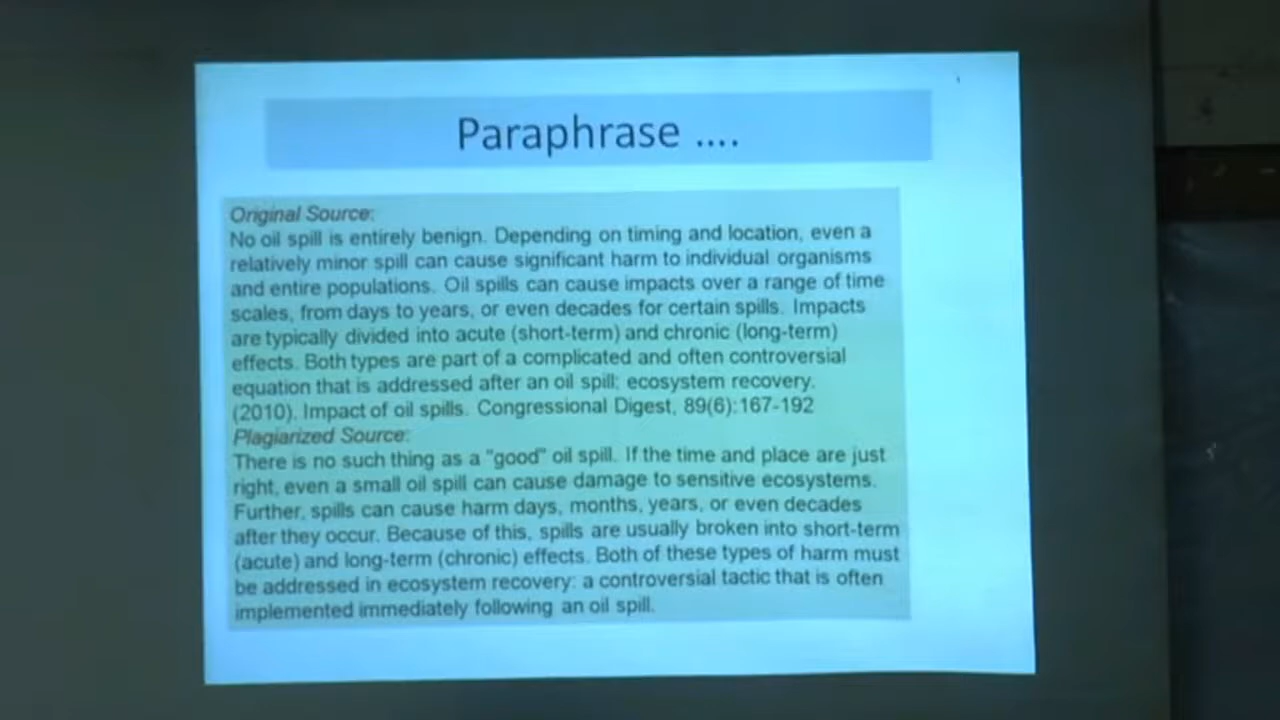 Paraphrase ....
Original Source:
No oil spill is entirely benign. Depending on timing and location, even a
relatively minor spill can cause significant harm to individual organisms
and entire populations. Oil spills can cause impacts over a range of time
scales, from days to years, or even decades for certain spills. Impacts
are typically divided into acute (short-term) and chronic (long-term)
effects. Both types are part of a complicated and often controversial
equation that is addressed after an oil spill: ecosystem recovery.
(2010). Impact of oil spills. Congressional Digest, 89(6):167-192
Plagiarized Source:
There is no such thing as a "good" oil spill. If the time and place are just
right, even a small oil spill can cause damage to sensitive ecosystems.
Further, spills can cause harm days, months, years, or even decades
after they occur. Because of this, spills are usually broken into short-term
(acute) and long-term (chronic) effects. Both of these types of harm must
be addressed in ecosystem recovery: a controversial tactic that is often
implemented immediately following an oil spill.